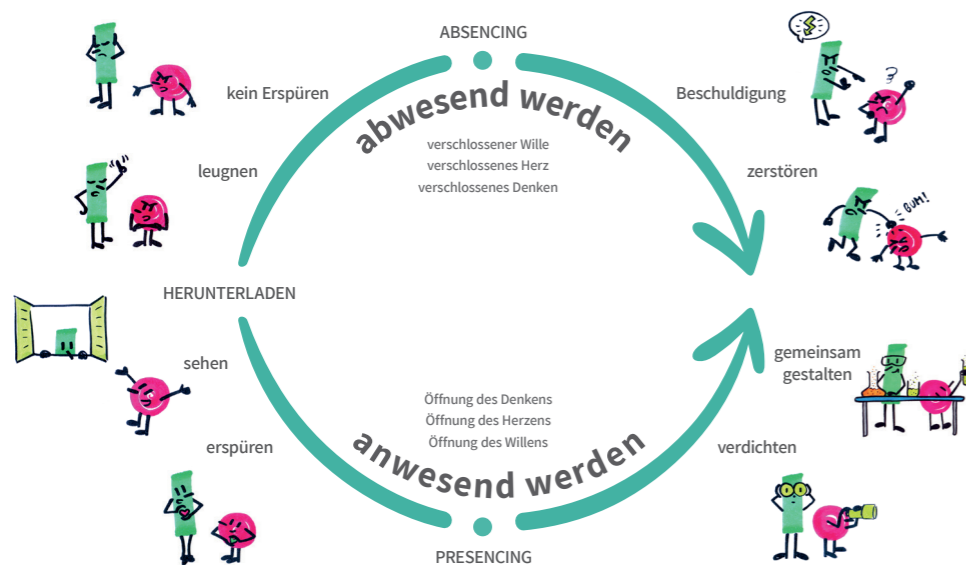 ABSENCING
abwesend werden
kein Erspüren
Beschuldigung
verschlossener Wille
verschlossenes Herz
verschlossenes Denken
leugnen
zerstören
BUM!
HERUNTERLADEN
sehen
gemeinsam
gestalten
Öffnung des Denkens
Öffnung des Herzens
Öffnung des Willens
erspüren
verdichten
anwesend werden
PRESENCING